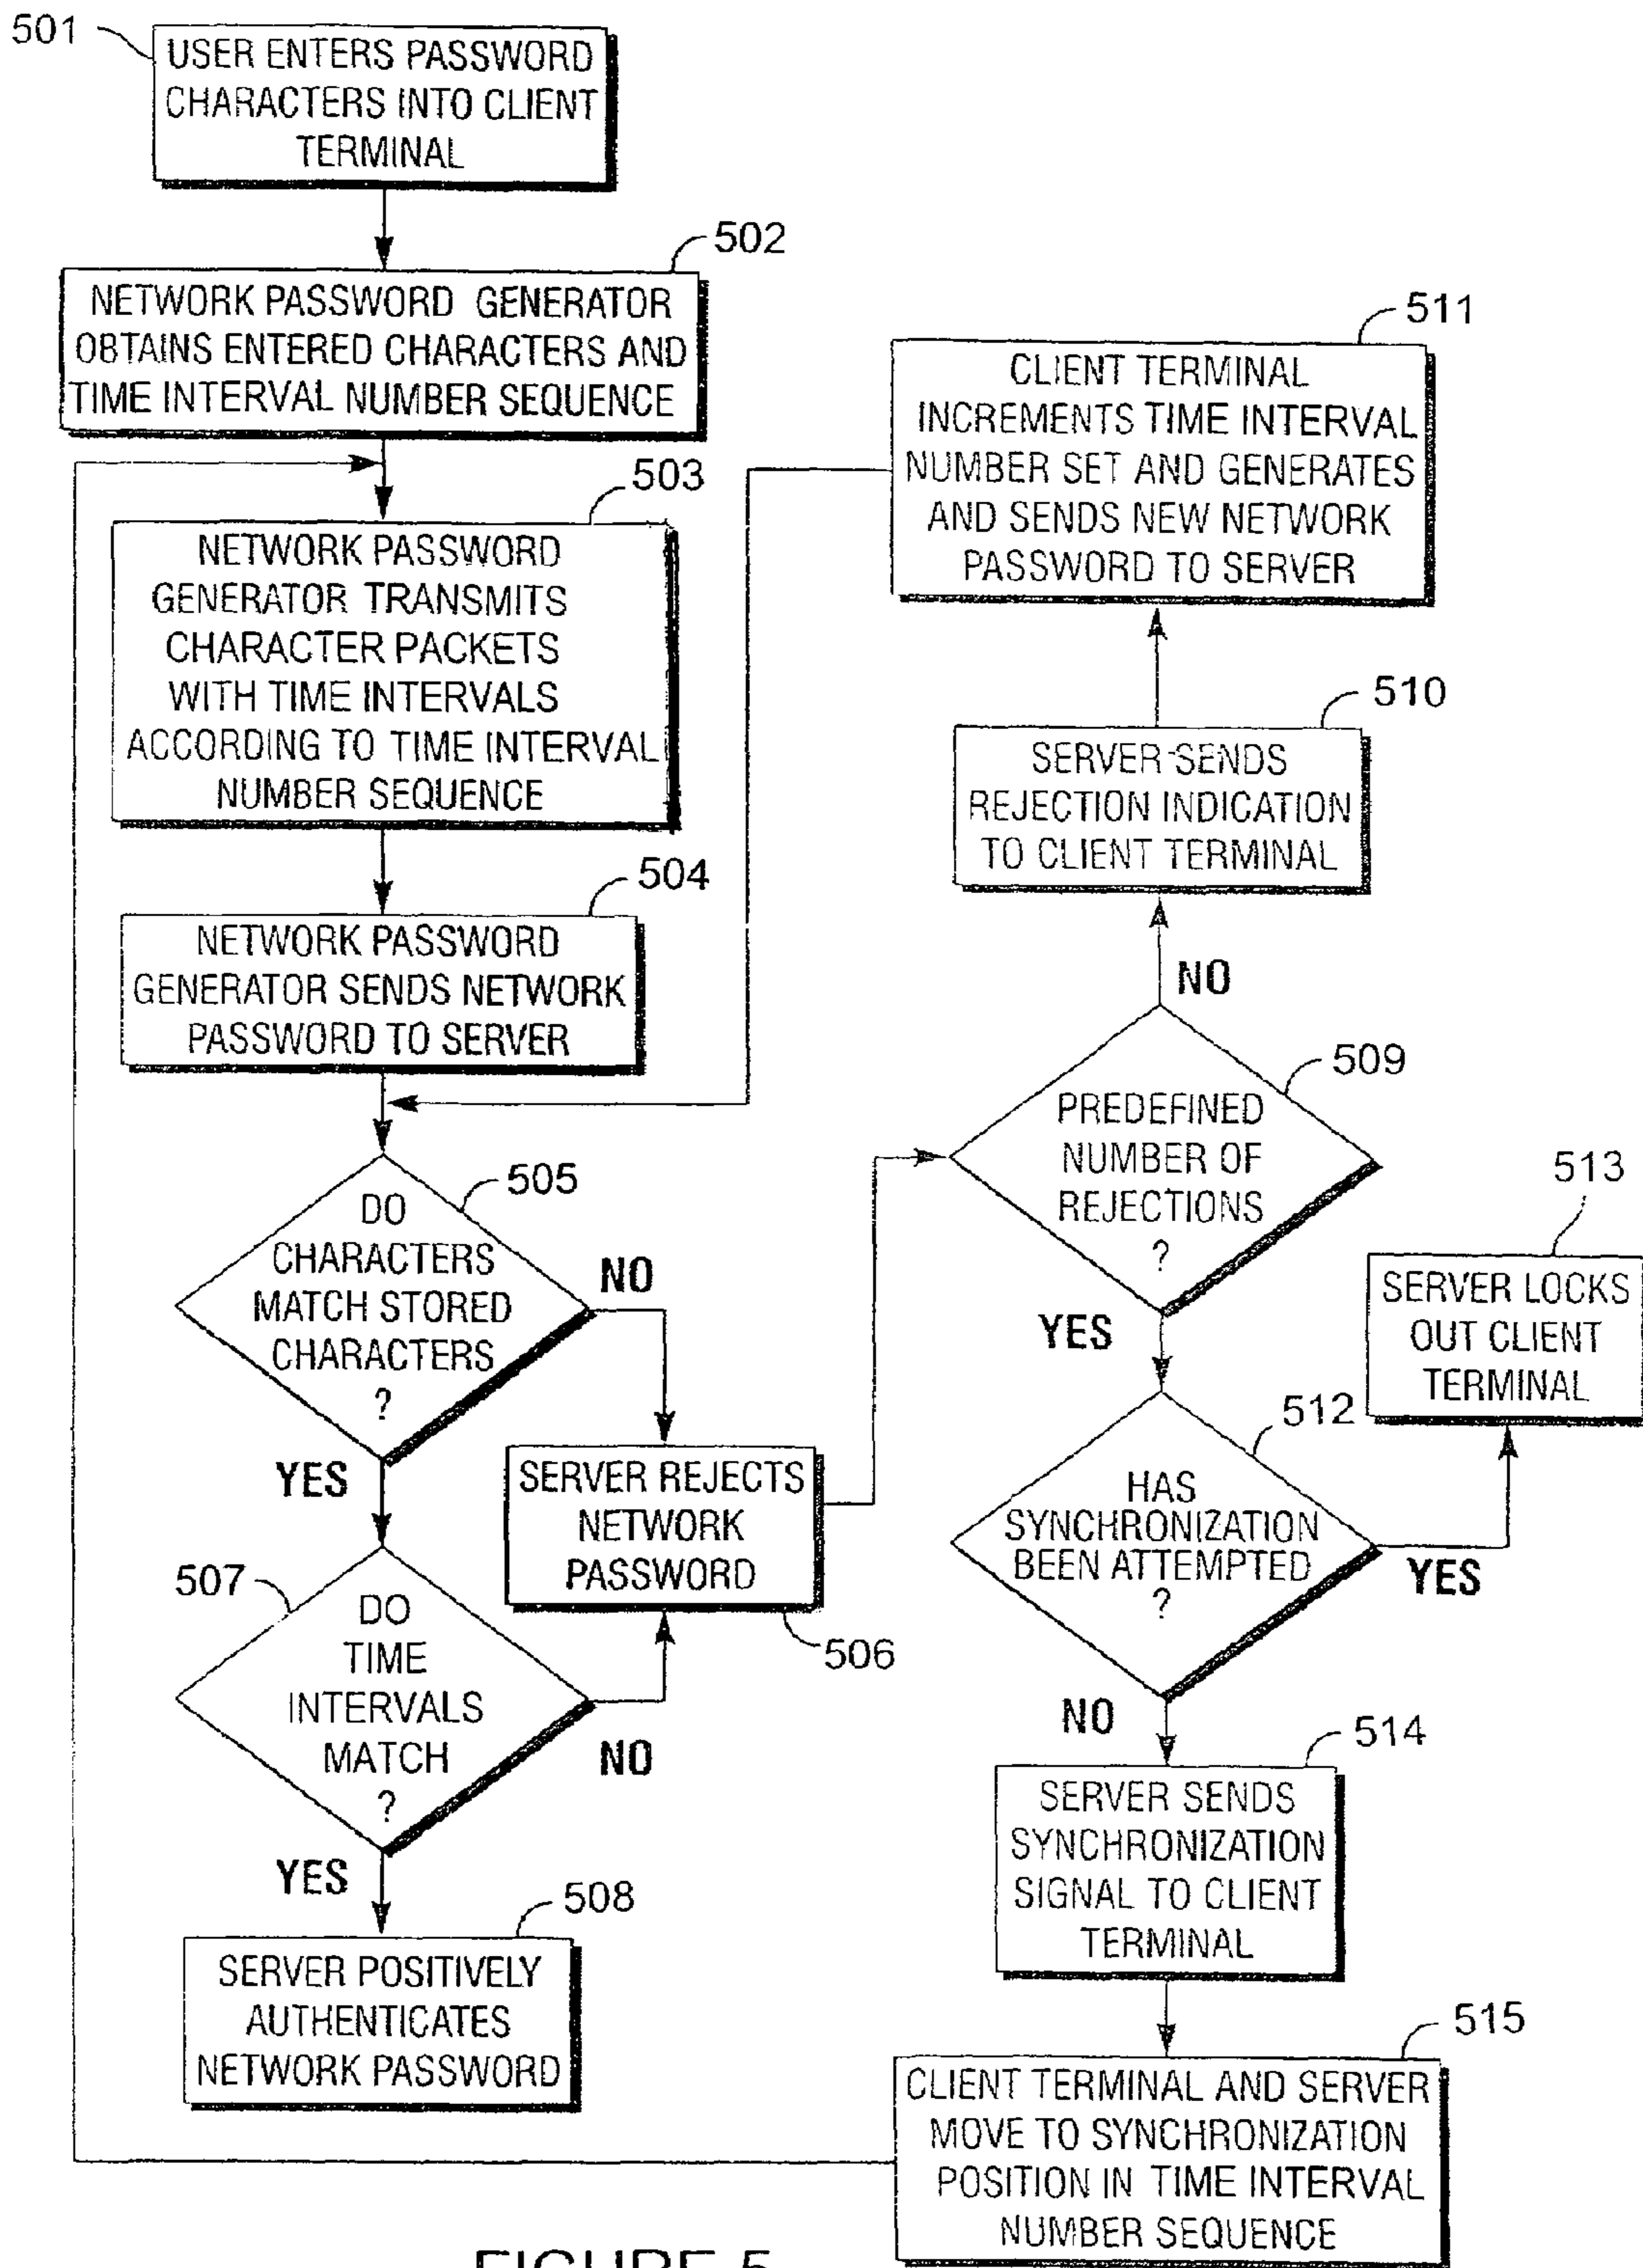 501
USER ENTERS PASSWORD
CHARACTERS INTO CLIENT
TERMINAL
502
NETWORK PASSWORD GENERATOR
OBTAINS ENTERED CHARACTERS AND
TIME INTERVAL NUMBER SEQUENCE
503
NETWORK PASSWORD
GENERATOR TRANSMITS
CHARACTER PACKETS
WITH TIME INTERVALS
ACCORDING TO TIME INTERVAL
NUMBER SEQUENCE
504
NETWORK PASSWORD
GENERATOR SENDS NETWORK
PASSWORD TO SERVER
505
DO
CHARACTERS
MATCH STORED
CHARACTERS
?
NO
YES
SERVER REJECTS
NETWORK
PASSWORD
506
507
DO
TIME
INTERVALS
MATCH
?
NO
YES
508
SERVER POSITIVELY
AUTHENTICATES
NETWORK PASSWORD
511
CLIENT TERMINAL
INCREMENTS TIME INTERVAL
NUMBER SET AND GENERATES
AND SENDS NEW NETWORK
PASSWORD TO SERVER
510
SERVER SENDS
REJECTION INDICATION
TO CLIENT TERMINAL
NO
509
PREDEFINED
NUMBER OF
REJECTIONS
?
YES
513
SERVER LOCKS
OUT CLIENT
TERMINAL
512
HAS
SYNCHRONIZATION
BEEN ATTEMPTED
?
YES
NO
514
SERVER SENDS
SYNCHRONIZATION
SIGNAL TO CLIENT
TERMINAL
515
CLIENT TERMINAL AND SERVER
MOVE TO SYNCHRONIZATION
POSITION IN TIME INTERVAL
NUMBER SEQUENCE
FIGURE 5